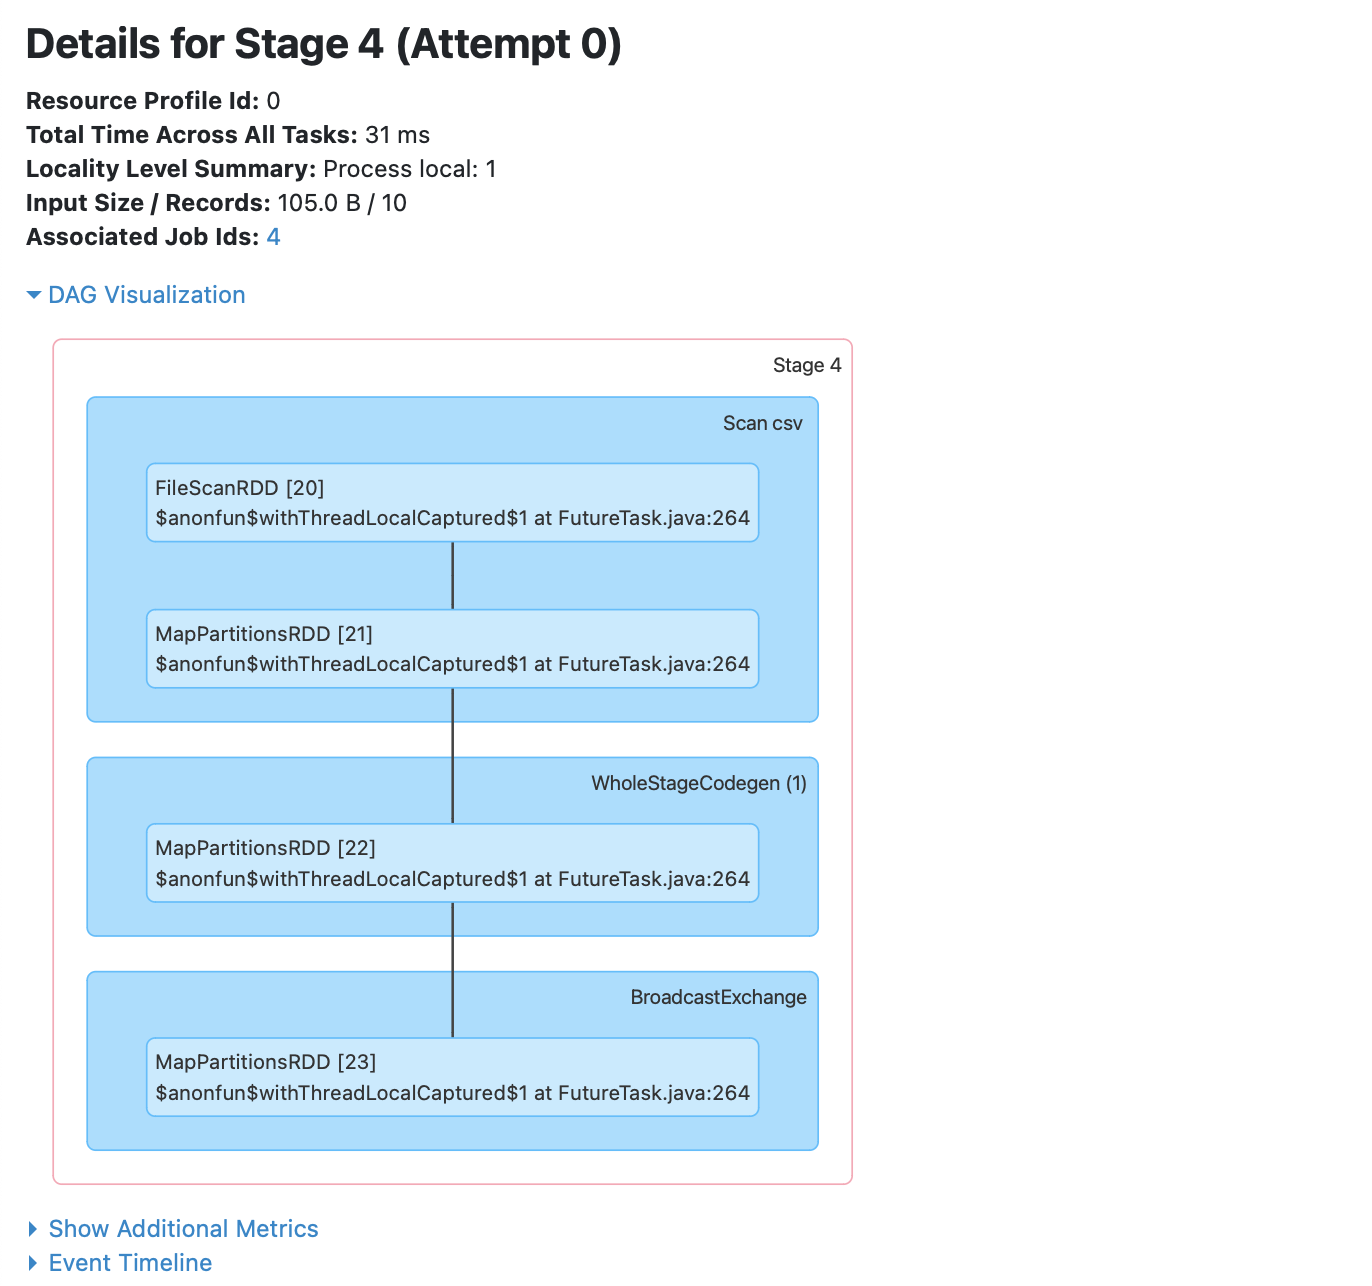 Details for Stage 4 (Attempt 0)
Resource Profile Id: 0
Total Time Across All Tasks: 31 ms
Locality Level Summary: Process local: 1
Input Size / Records: 105.0 B / 10
Associated Job Ids: 4
DAG Visualization
Stage 4
Scan csv
FileScanRDD [20]
$anonfun$withThreadLocalCaptured$1 at FutureTask.java:264
MapPartitionsRDD [21]
$anonfun$withThreadLocalCaptured$1 at FutureTask.java:264
WholeStageCodegen (1)
MapPartitionsRDD [22]
$anonfun$withThreadLocalCaptured$1 at FutureTask.java:264
BroadcastExchange
MapPartitionsRDD [23]
$anonfun$withThreadLocalCaptured$1 at FutureTask.java:264
Show Additional Metrics
Event Timeline